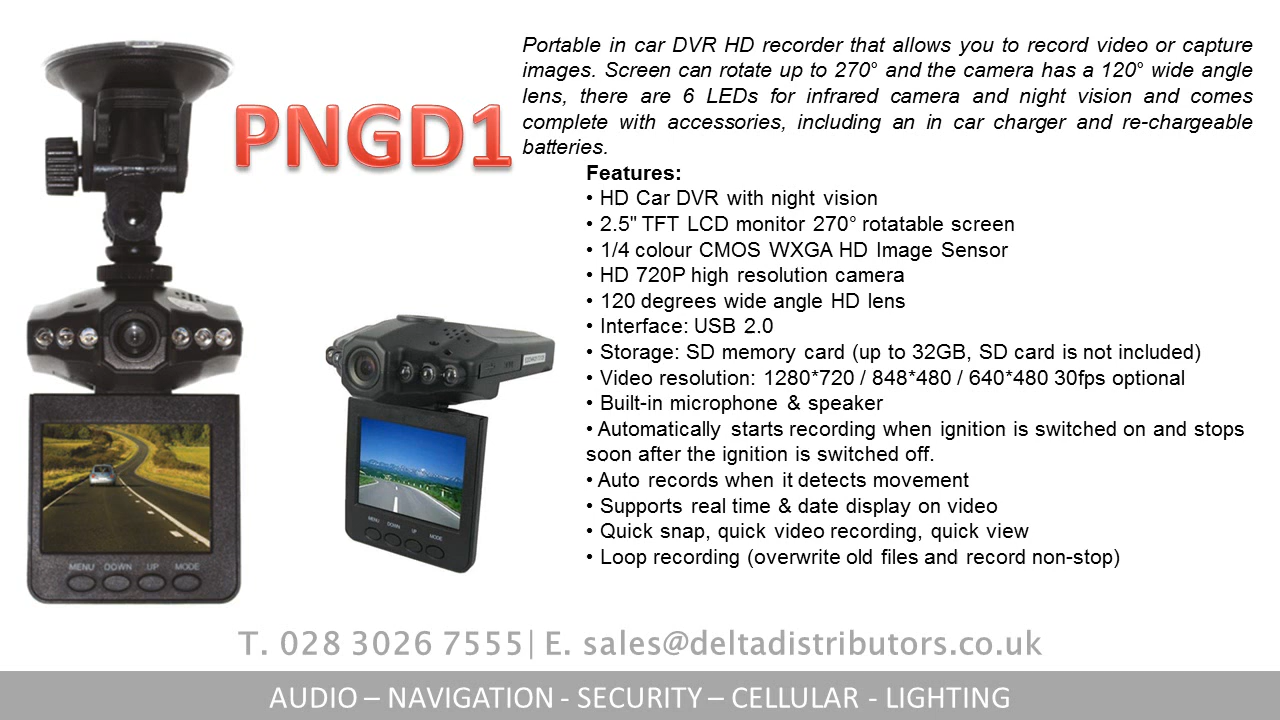 PNGD1
Portable in car DVR HD recorder that allows you to record video or capture
images. Screen can rotate up to 270° and the camera has a 120° wide angle
lens, there are 6 LEDs for infrared camera and night vision and comes
complete with accessories, including an in car charger and re-chargeable
batteries.
Features:
• HD Car DVR with night vision
• 2.5" TFT LCD monitor 270° rotatable screen
• 1/4 colour CMOS WXGA HD Image Sensor
• HD 720P high resolution camera
• 120 degrees wide angle HD lens
• Interface: USB 2.0
• Storage: SD memory card (up to 32GB, SD card is not included)
• Video resolution: 1280*720 / 848*480 / 640*480 30fps optional
• Built-in microphone & speaker
• Automatically starts recording when ignition is switched on and stops
soon after the ignition is switched off.
• Auto records when it detects movement
• Supports real time & date display on video
• Quick snap, quick video recording, quick view
• Loop recording (overwrite old files and record non-stop)
MENU DOWN UP MODE
MENU DOWN UP MODE
T. 028 3026 7555| E. sales@deltadistributors.co.uk
AUDIO – NAVIGATION - SECURITY – CELLULAR - LIGHTING